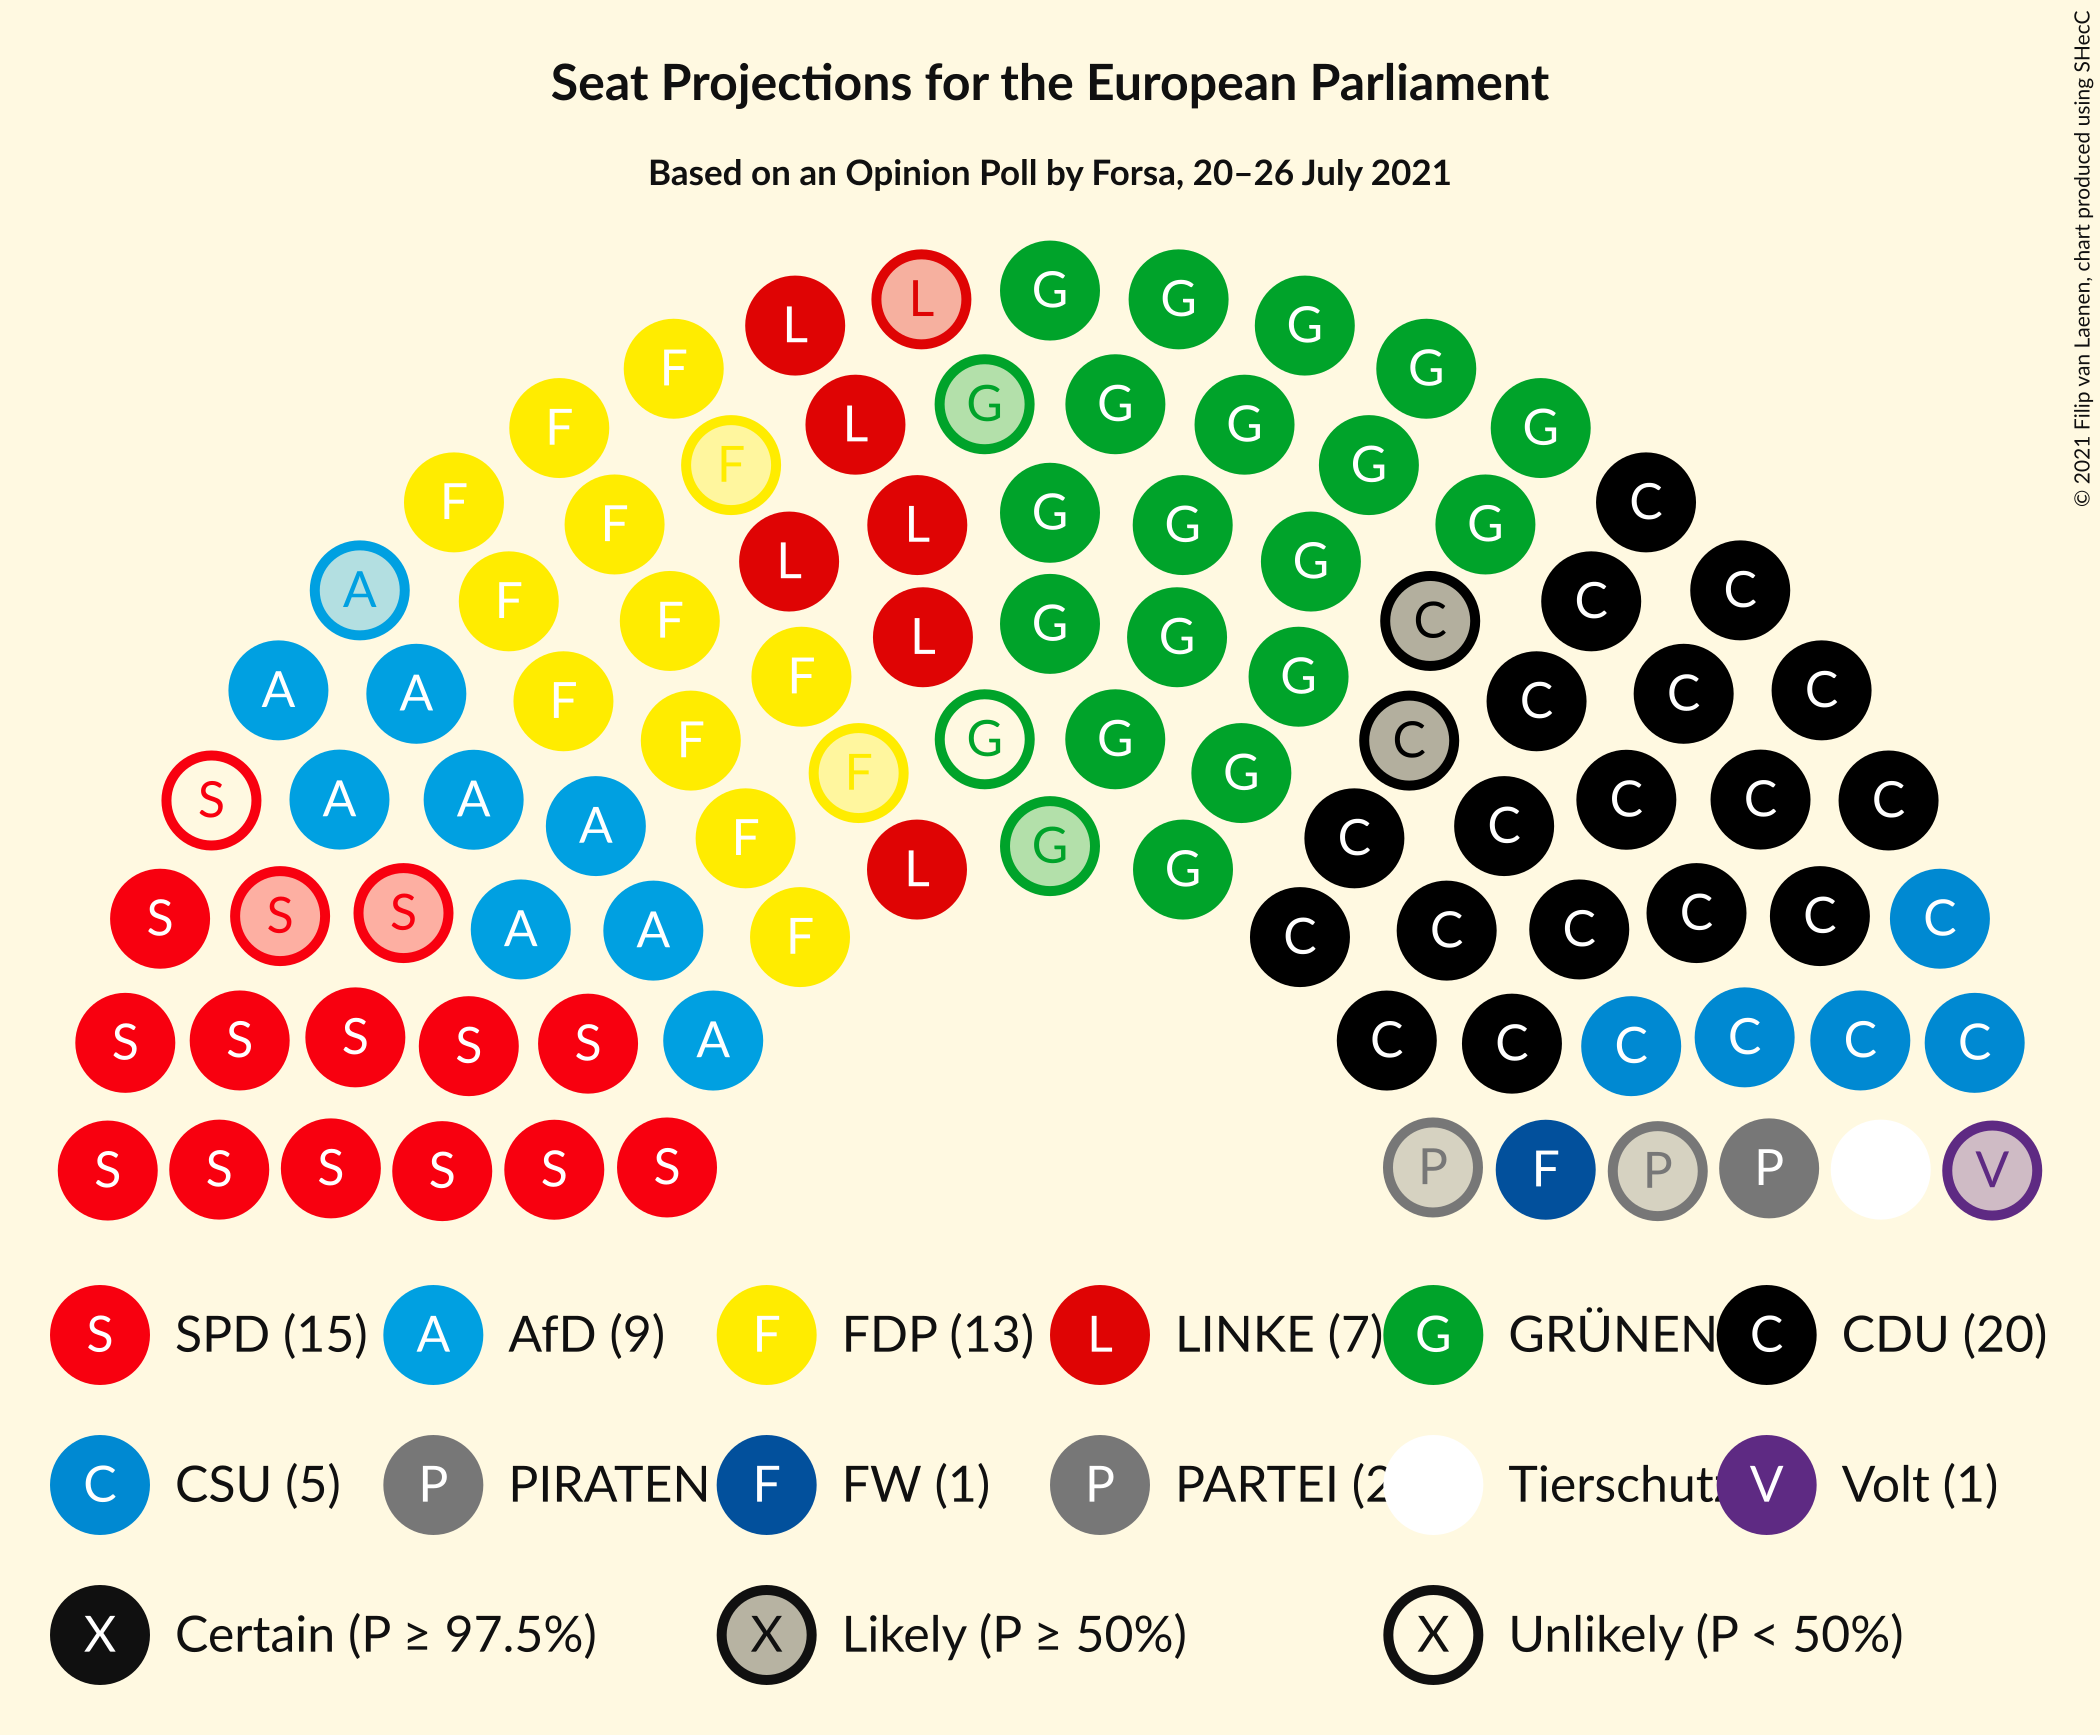 © 2021 Filip van Laenen, chart produced using SHecC
Seat Projections for the European Parliament
Based on an Opinion Poll by Forsa, 20–26 July 2021
L L G G G
F G
F L G G G G
F G
F F L G G G C
A F L G C C
F L G G C
A A F F G C C C
F G G C
S A A F G C C C
A F G C C
L G
S S S A A F C C C C C C
S S S S S A C C C C C C
S S S S S S P F P P V
S SPD (15) A AfD (9) F FDP (13) L LINKE (7) G GRÜNEN C CDU (20)
C CSU (5) P PIRATEN F FW (1) P PARTEI (2 Tierschutz V Volt (1)
X Certain (P ≥ 97.5%) X Likely (P ≥ 50%) X Unlikely (P < 50%)